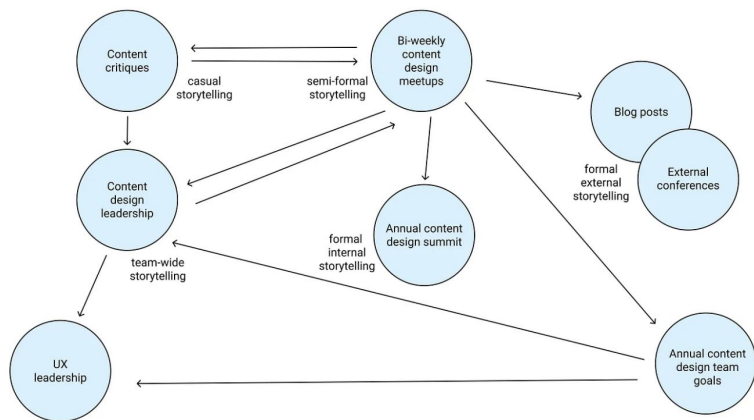 Content
critiques
casual
storytelling
Bi-weekly
content
design
meetups
semi-formal
storytelling
Blog posts
External
conferences
formal
external
storytelling
Content
design
leadership
team-wide
storytelling
Annual content
design summit
formal
internal
storytelling
UX
leadership
Annual content
design team
goals